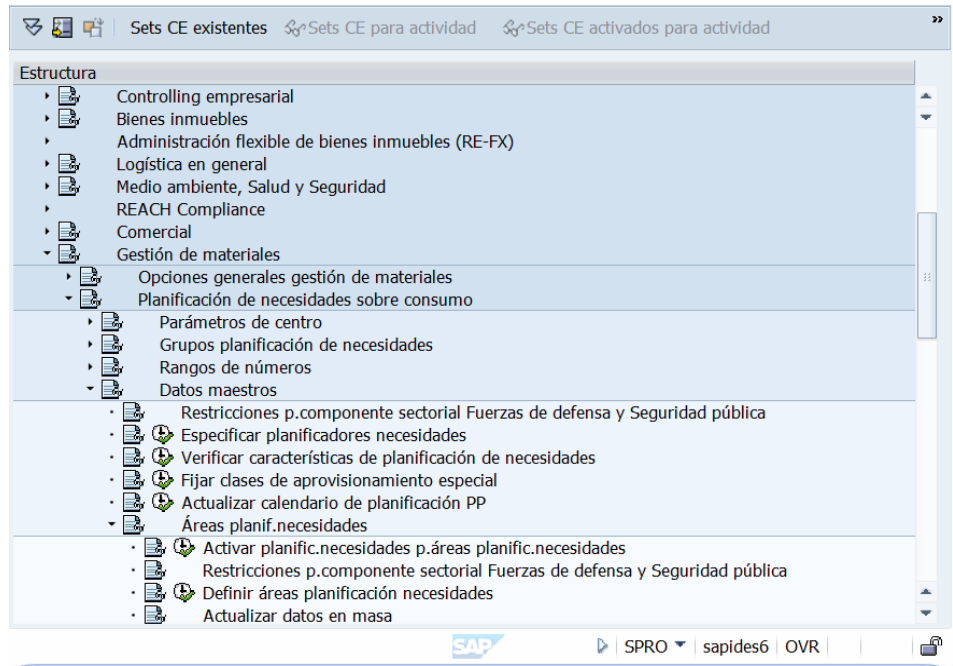 Sets CE existentes Sets CE para actividad Sets CE activados para actividad
Estructura
Controlling empresarial
Bienes inmuebles
Administración flexible de bienes inmuebles (RE-FX)
Logística en general
Medio ambiente, Salud y Seguridad
REACH Compliance
Comercial
Gestión de materiales
Opciones generales gestión de materiales
Planificación de necesidades sobre consumo
Parámetros de centro
Grupos planificación de necesidades
Rangos de números
Datos maestros
Restricciones p.componente sectorial Fuerzas de defensa y Seguridad pública
Especificar planificadores necesidades
Verificar características de planificación de necesidades
Fijar clases de aprovisionamiento especial
Actualizar calendario de planificación PP
Áreas planif.necesidades
Activar planific.necesidades p.áreas planific.necesidades
Restricciones p.componente sectorial Fuerzas de defensa y Seguridad pública
Definir áreas planificación necesidades
Actualizar datos en masa
SAP SPRO sapides6 OVR